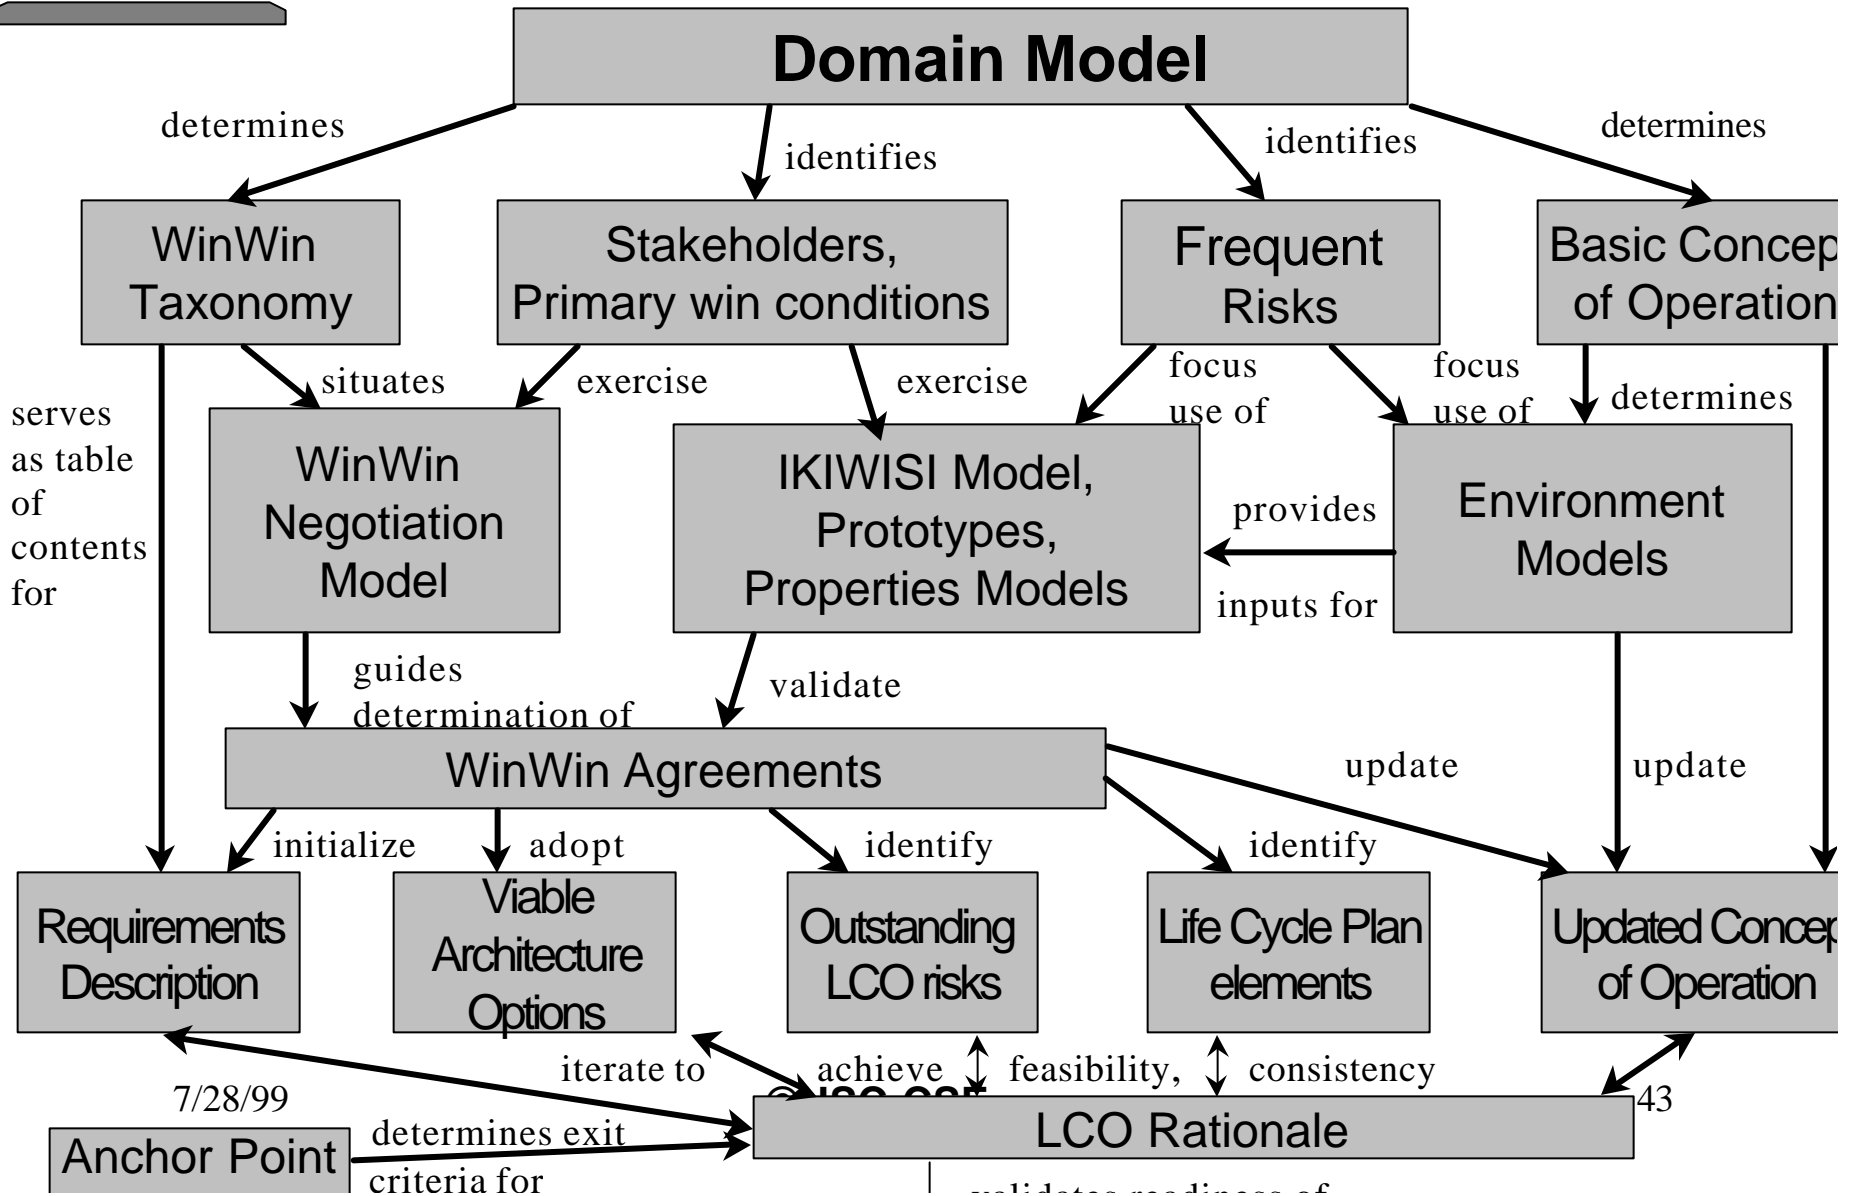 Domain Model
determines
identifies
identifies
determines
WinWin
Taxonomy
Stakeholders,
Primary win conditions
Frequent
Risks
Basic Concep
of Operation
serves
as table
of
contents
for
situates
exercise
exercise
focus
use of
focus
use of
determines
WinWin
Negotiation
Model
IKIWISI Model,
Prototypes,
Properties Models
provides
inputs for
Environment
Models
guides
determination of
validate
WinWin Agreements
update
update
initialize
adopt
identify
identify
Requirements
Description
Viable
Architecture
Options
Outstanding
LCO risks
Life Cycle Plan
elements
Updated Concep
of Operation
iterate to
achieve
feasibility,
consistency
7/28/99
43
LCO Rationale
Anchor Point
determines exit
criteria for
validates readiness of